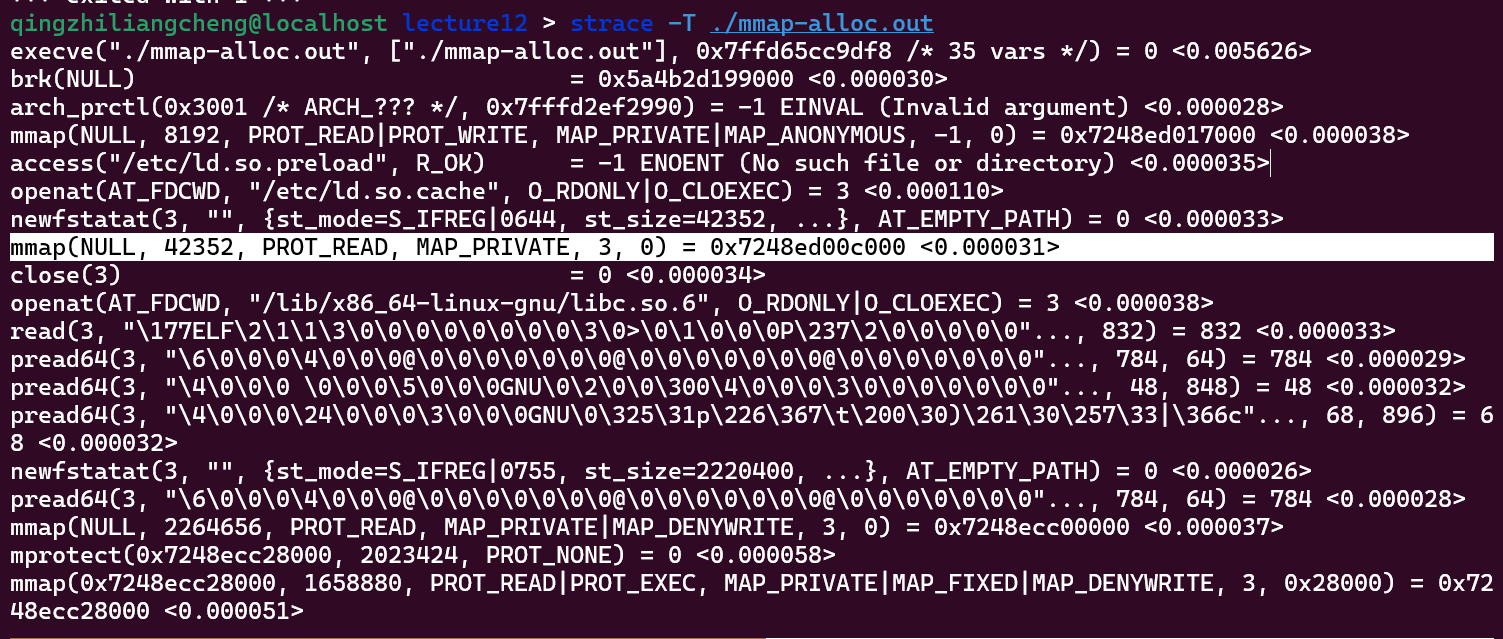 *** exited with 1 ***
qingzhiliangcheng@localhost lecture12 > strace -T ./mmap-alloc.out
execve("./mmap-alloc.out", ["./mmap-alloc.out"], 0x7ffd65cc9df8 /* 35 vars */) = 0 <0.005626>
brk(NULL)                               = 0x5a4b2d199000 <0.000030>
arch_prctl(0x3001 /* ARCH_??? */, 0x7fffd2ef2990) = -1 EINVAL (Invalid argument) <0.000028>
mmap(NULL, 8192, PROT_READ|PROT_WRITE, MAP_PRIVATE|MAP_ANONYMOUS, -1, 0) = 0x7248ed017000 <0.000038>
access("/etc/ld.so.preload", R_OK)      = -1 ENOENT (No such file or directory) <0.000035>
openat(AT_FDCWD, "/etc/ld.so.cache", O_RDONLY|O_CLOEXEC) = 3 <0.000110>
newfstatat(3, "", {st_mode=S_IFREG|0644, st_size=42352, ...}, AT_EMPTY_PATH) = 0 <0.000033>
mmap(NULL, 42352, PROT_READ, MAP_PRIVATE, 3, 0) = 0x7248ed00c000 <0.000031>
close(3)                                = 0 <0.000034>
openat(AT_FDCWD, "/lib/x86_64-linux-gnu/libc.so.6", O_RDONLY|O_CLOEXEC) = 3 <0.000038>
read(3, "\177ELF\2\1\1\3\0\0\0\0\0\0\0\0\3\0>\0\1\0\0\0P\237\2\0\0\0\0\0"..., 832) = 832 <0.000033>
pread64(3, "\6\0\0\0\4\0\0\0@\0\0\0\0\0\0\0@\0\0\0\0\0\0\0@\0\0\0\0\0\0\0"..., 784, 64) = 784 <0.000029>
pread64(3, "\4\0\0\0 \0\0\0\5\0\0\0GNU\0\2\0\0\300\4\0\0\0\3\0\0\0\0\0\0\0"..., 48, 848) = 48 <0.000032>
pread64(3, "\4\0\0\0\24\0\0\0\3\0\0\0GNU\0\325\31p\226\367\t\200\30)\261\30\257\33|\366c"..., 68, 896) = 6
8 <0.000032>
newfstatat(3, "", {st_mode=S_IFREG|0755, st_size=2220400, ...}, AT_EMPTY_PATH) = 0 <0.000026>
pread64(3, "\6\0\0\0\4\0\0\0@\0\0\0\0\0\0\0@\0\0\0\0\0\0\0@\0\0\0\0\0\0\0"..., 784, 64) = 784 <0.000028>
mmap(NULL, 2264656, PROT_READ, MAP_PRIVATE|MAP_DENYWRITE, 3, 0) = 0x7248ecc00000 <0.000037>
mprotect(0x7248ecc28000, 2023424, PROT_NONE) = 0 <0.000058>
mmap(0x7248ecc28000, 1658880, PROT_READ|PROT_EXEC, MAP_PRIVATE|MAP_FIXED|MAP_DENYWRITE, 3, 0x28000) = 0x72
48ecc28000 <0.000051>